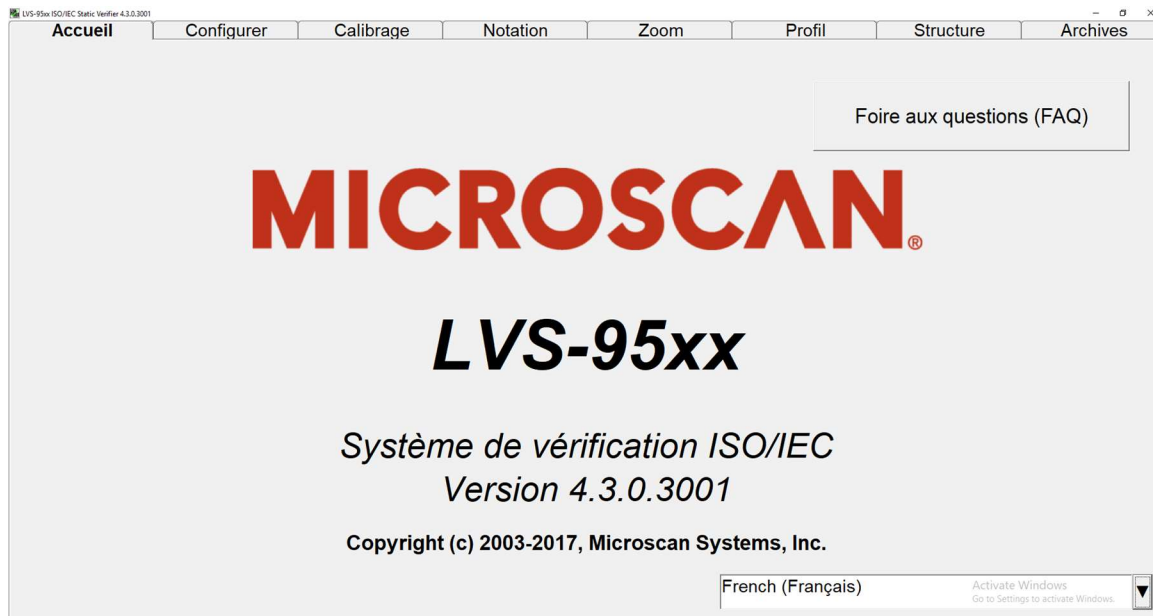 LVS-95xx ISO/IEC Static Verifier 4.3.0.3001
Accueil Configurer Calibrage Notation Zoom Profil Structure Archives
Foire aux questions (FAQ)
MICROSCAN®
LVS-95xx
Système de vérification ISO/IEC
Version 4.3.0.3001
Copyright (c) 2003-2017, Microscan Systems, Inc.
French (Français)
Activate Windows
Go to Settings to activate Windows.